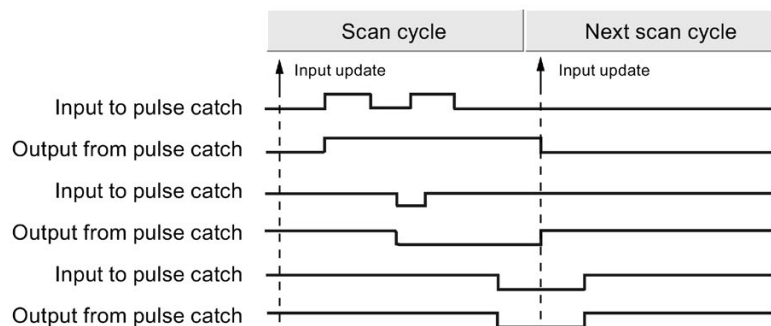 Scan cycle
Next scan cycle
Input update
Input update
Input to pulse catch
Output from pulse catch
Input to pulse catch
Output from pulse catch
Input to pulse catch
Output from pulse catch